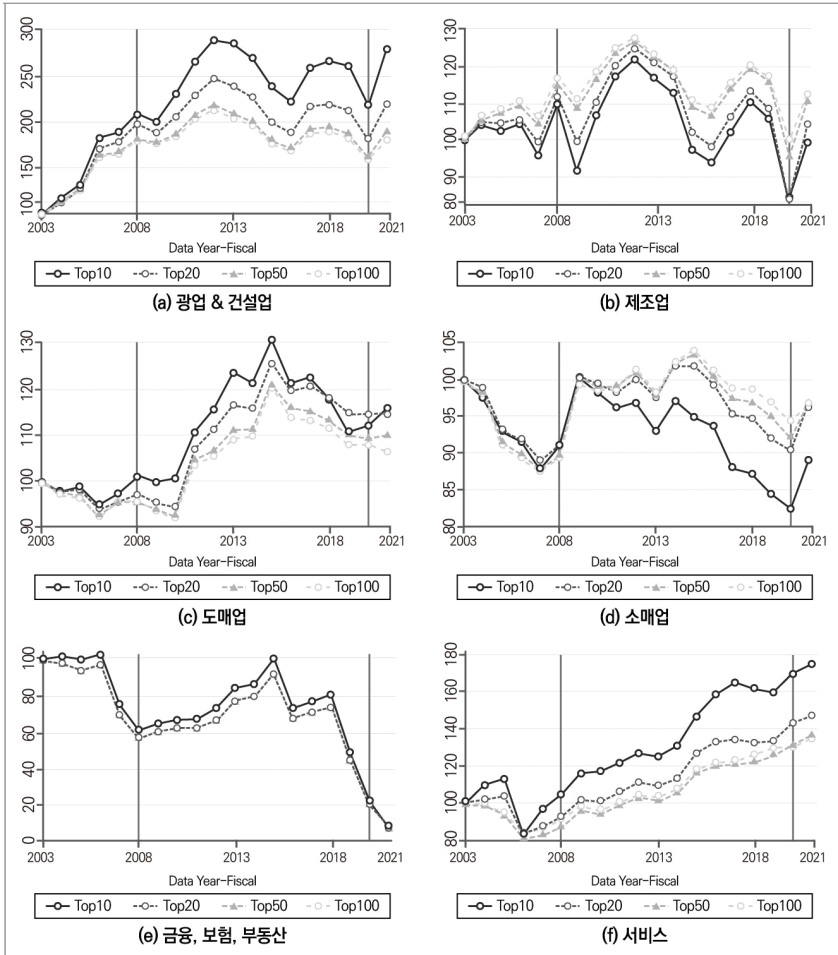 300
250
200
150
100
2003 2008 2013 2018 2021
Data Year-Fiscal
Top10 Top20 Top50 Top100
(a) 광업 & 건설업
130
120
110
100
90
80
2003 2008 2013 2018 2021
Data Year-Fiscal
Top10 Top20 Top50 Top100
(b) 제조업
130
120
110
100
90
2003 2008 2013 2018 2021
Data Year-Fiscal
Top10 Top20 Top50 Top100
(c) 도매업
105
100
95
90
85
80
2003 2008 2013 2018 2021
Data Year-Fiscal
Top10 Top20 Top50 Top100
(d) 소매업
100
80
60
40
20
0
2003 2008 2013 2018 2021
Data Year-Fiscal
Top10 Top20 Top50 Top100
(e) 금융, 보험, 부동산
180
160
140
120
100
80
2003 2008 2013 2018 2021
Data Year-Fiscal
Top10 Top20 Top50 Top100
(f) 서비스